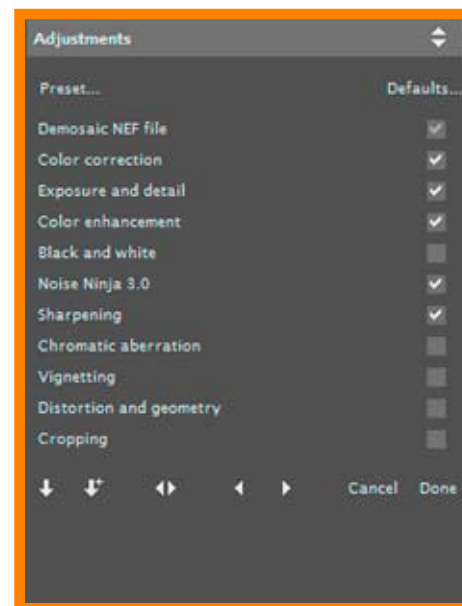 Adjustments
Preset... Defaults...
Demosaic NEF file
Color correction
Exposure and detail
Color enhancement
Black and white
Noise Ninja 3.0
Sharpening
Chromatic aberration
Vignetting
Distortion and geometry
Cropping
Cancel Done